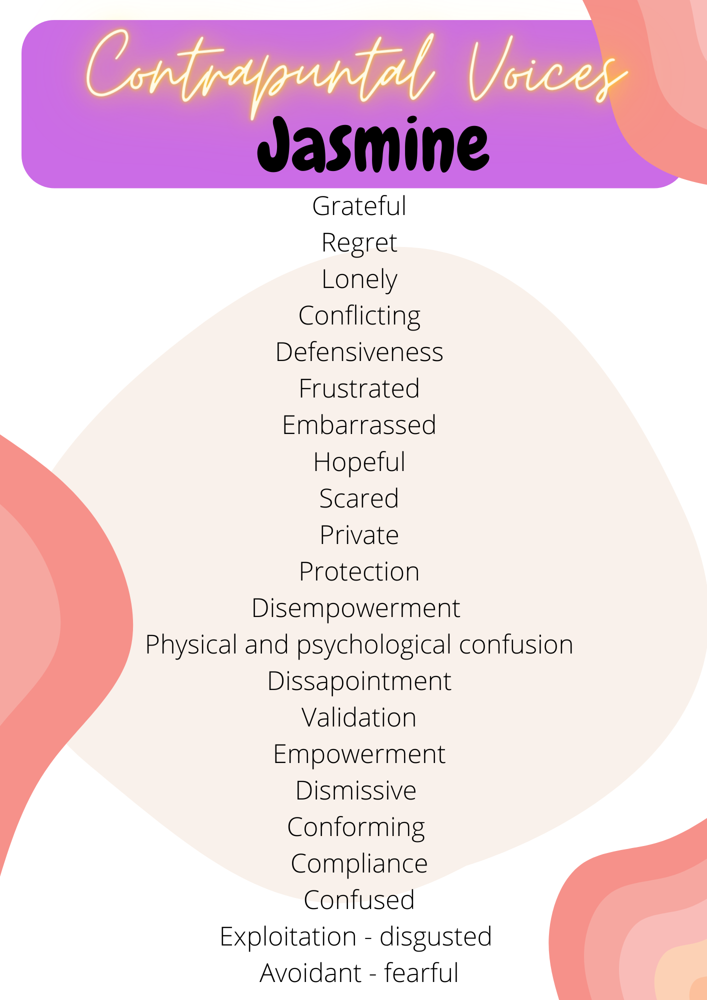 Contrapuntal Voices
Jasmine
Grateful
Regret
Lonely
Conflicting
Defensiveness
Frustrated
Embarrassed
Hopeful
Scared
Private
Protection
Disempowerment
Physical and psychological confusion
Dissapointment
Validation
Empowerment
Dismissive
Conforming
Compliance
Confused
Exploitation - disgusted
Avoidant - fearful